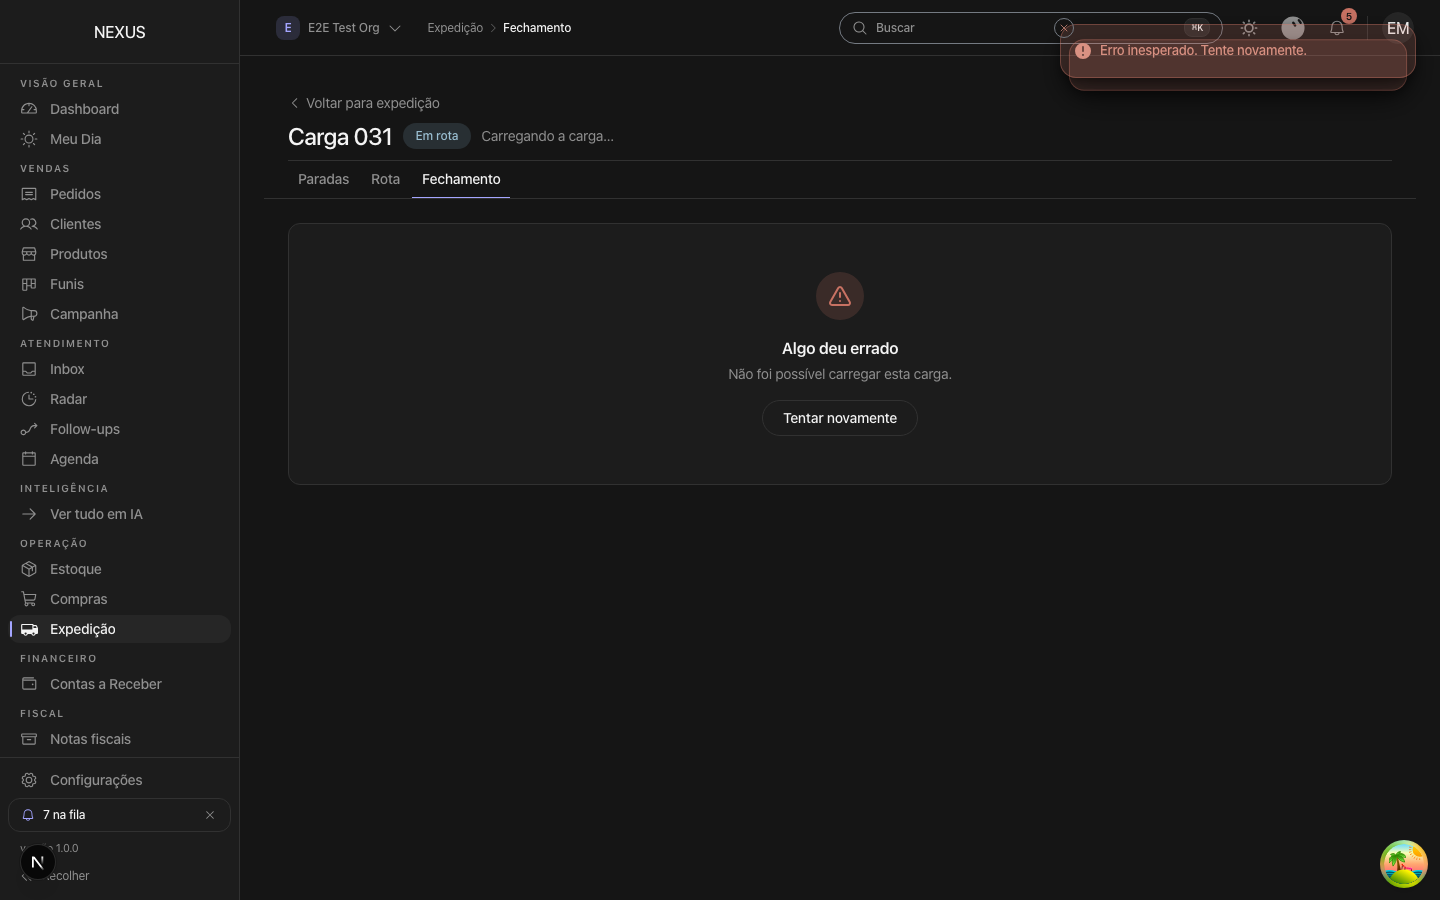 NEXUS
E
E2E Test Org
Expedição
Fechamento
Buscar
⌘K
5
EM
Erro inesperado. Tente novamente.
VISÃO GERAL
Dashboard
Meu Dia
VENDAS
Pedidos
Clientes
Produtos
Funis
Campanha
ATENDIMENTO
Inbox
Radar
Follow-ups
Agenda
INTELIGÊNCIA
Ver tudo em IA
OPERAÇÃO
Estoque
Compras
Expedição
FINANCEIRO
Contas a Receber
FISCAL
Notas fiscais
Configurações
7 na fila
1.0.0
N
Voltar para expedição
Carga 031
Em rota
Carregando a carga...
Paradas
Rota
Fechamento
Algo deu errado
Não foi possível carregar esta carga.
Tentar novamente